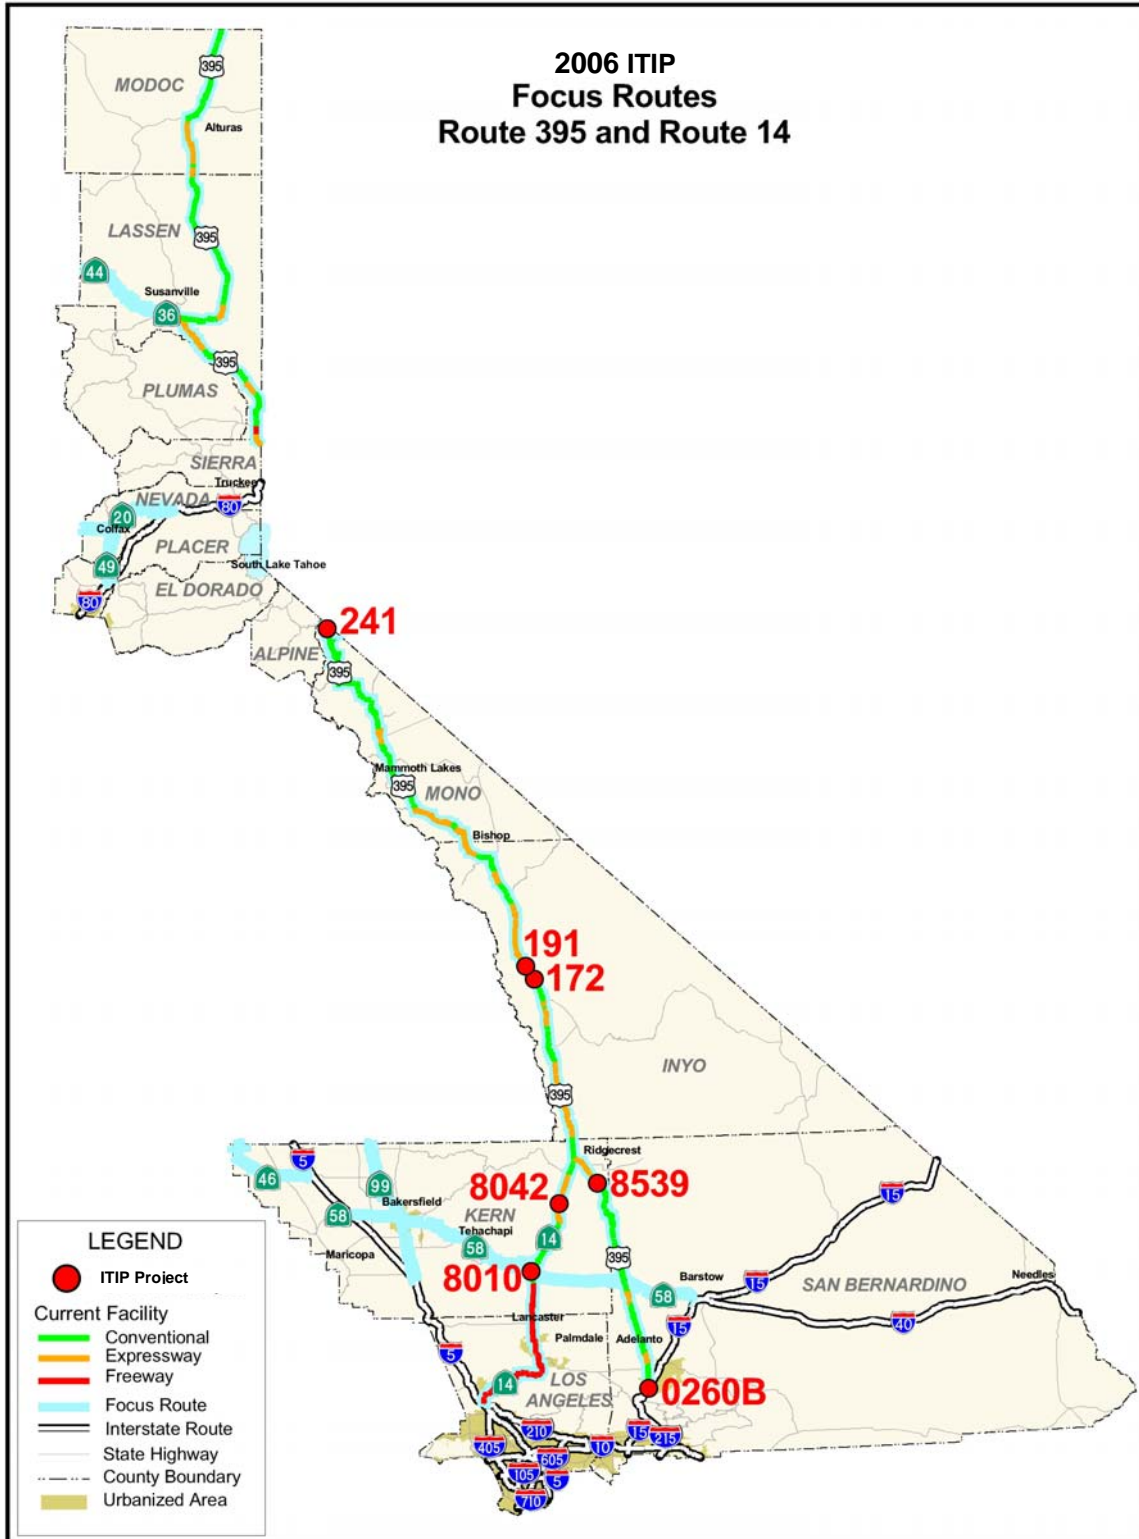 2006 ITIP
Focus Routes
Route 395 and Route 14
395
MODOC
Alturas
LASSEN
395
44
Susanville
36
395
PLUMAS
SIERRA
Truckee
NEVADA
80
20
Colfax
PLACER
49
South Lake Tahoe
EL DORADO
80
241
ALPINE
395
Mammoth Lakes
395
MONO
Bishop
191
172
INYO
395
Ridgecrest
5
46
99
8539
15
8042
Bakersfield
KERN
58
Tehachapi
14
58
Maricopa
395
8010
Barstow
15
SAN BERNARDINO
Needles
58
Lancaster
40
15
Palmdale
Adelanto
5
14
LOS
ANGELES
0260B
210
15
215
405
10
605
105
5
710
LEGEND
ITIP Project
Current Facility
Conventional
Expressway
Freeway
Focus Route
Interstate Route
State Highway
County Boundary
Urbanized Area